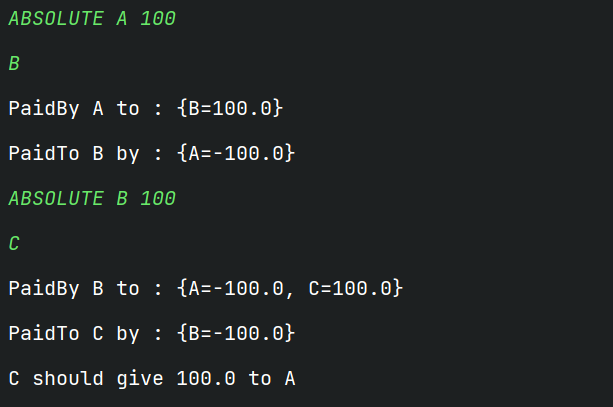 ABSOLUTE A 100
B
PaidBy A to : {B=100.0}
PaidTo B by : {A=-100.0}
ABSOLUTE B 100
C
PaidBy B to : {A=-100.0, C=100.0}
PaidTo C by : {B=-100.0}
C should give 100.0 to A